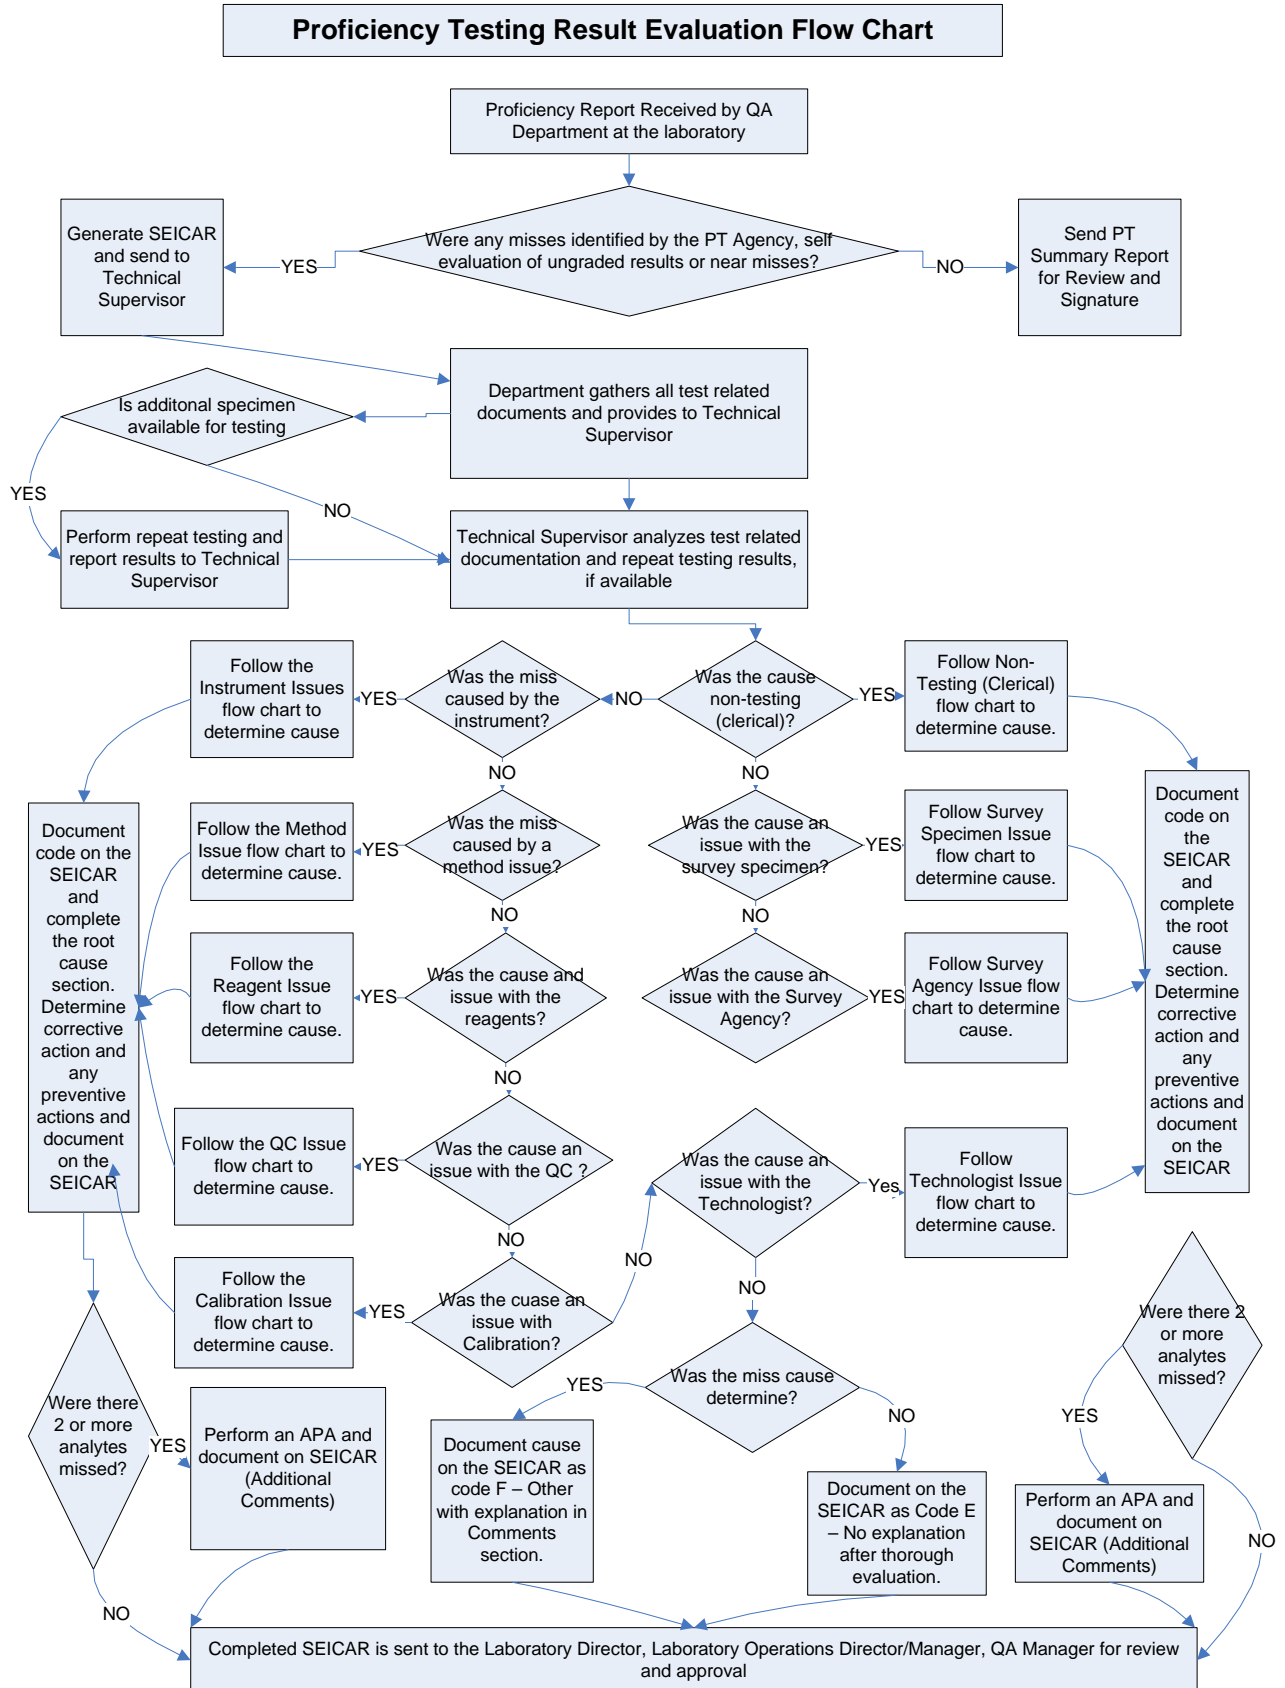 Proficiency Testing Result Evaluation Flow Chart
Proficiency Report Received by QA
Department at the laboratory
Generate SEICAR
and send to
Technical
Supervisor
YES
Were any misses identified by the PT Agency, self
evaluation of ungraded results or near misses?
NO
Send PT
Summary Report
for Review and
Signature
Is additonal specimen
available for testing
Department gathers all test related
documents and provides to Technical
Supervisor
YES
NO
Perform repeat testing and
report results to Technical
Supervisor
Technical Supervisor analyzes test related
documentation and repeat testing results,
if available
Follow the
Instrument Issues
flow chart to
determine cause
YES
Was the miss
caused by the
instrument?
NO
Was the cause
non-testing
(clerical)?
YES
Follow Non-
Testing (Clerical)
flow chart to
determine cause.
NO
NO
Document
code on the
SEICAR
and
complete
the root
cause
section.
Determine
corrective
action and
any
preventive
actions and
document
on the
SEICAR
Follow the Method
Issue flow chart to
determine cause.
YES
Was the miss
caused by a
method issue?
Was the cause an
issue with the
survey specimen?
YES
Follow Survey
Specimen Issue
flow chart to
determine cause.
Document
code on
the
SEICAR
and
complete
the root
cause
section.
Determine
corrective
action and
any
preventive
actions and
document
on the
SEICAR
NO
NO
Follow the
Reagent Issue
flow chart to
determine cause.
YES
Was the cause and
issue with the
reagents?
Was the cause an
issue with the Survey
Agency?
YES
Follow Survey
Agency Issue flow
chart to determine
cause.
NO
Follow the QC Issue
flow chart to
determine cause.
YES
Was the cause an
issue with the QC ?
Was the cause an
issue with the
Technologist?
Yes
Follow
Technologist Issue
flow chart to
determine cause.
NO
NO
NO
Follow the
Calibration Issue
flow chart to
determine cause.
YES
Was the cuase an
issue with
Calibration?
Were there 2
or more
analytes
missed?
Was the miss cause
determine?
YES
NO
YES
NO
Were there
2 or more
analytes
missed?
YES
Perform an APA and
document on SEICAR
(Additional
Comments)
Document cause
on the SEICAR as
code F – Other
with explanation in
Comments
section.
Document on the
SEICAR as Code E
– No explanation
after thorough
evaluation.
Perform an APA and
document on
SEICAR (Additional
Comments)
NO
Completed SEICAR is sent to the Laboratory Director, Laboratory Operations Director/Manager, QA Manager for review
and approval